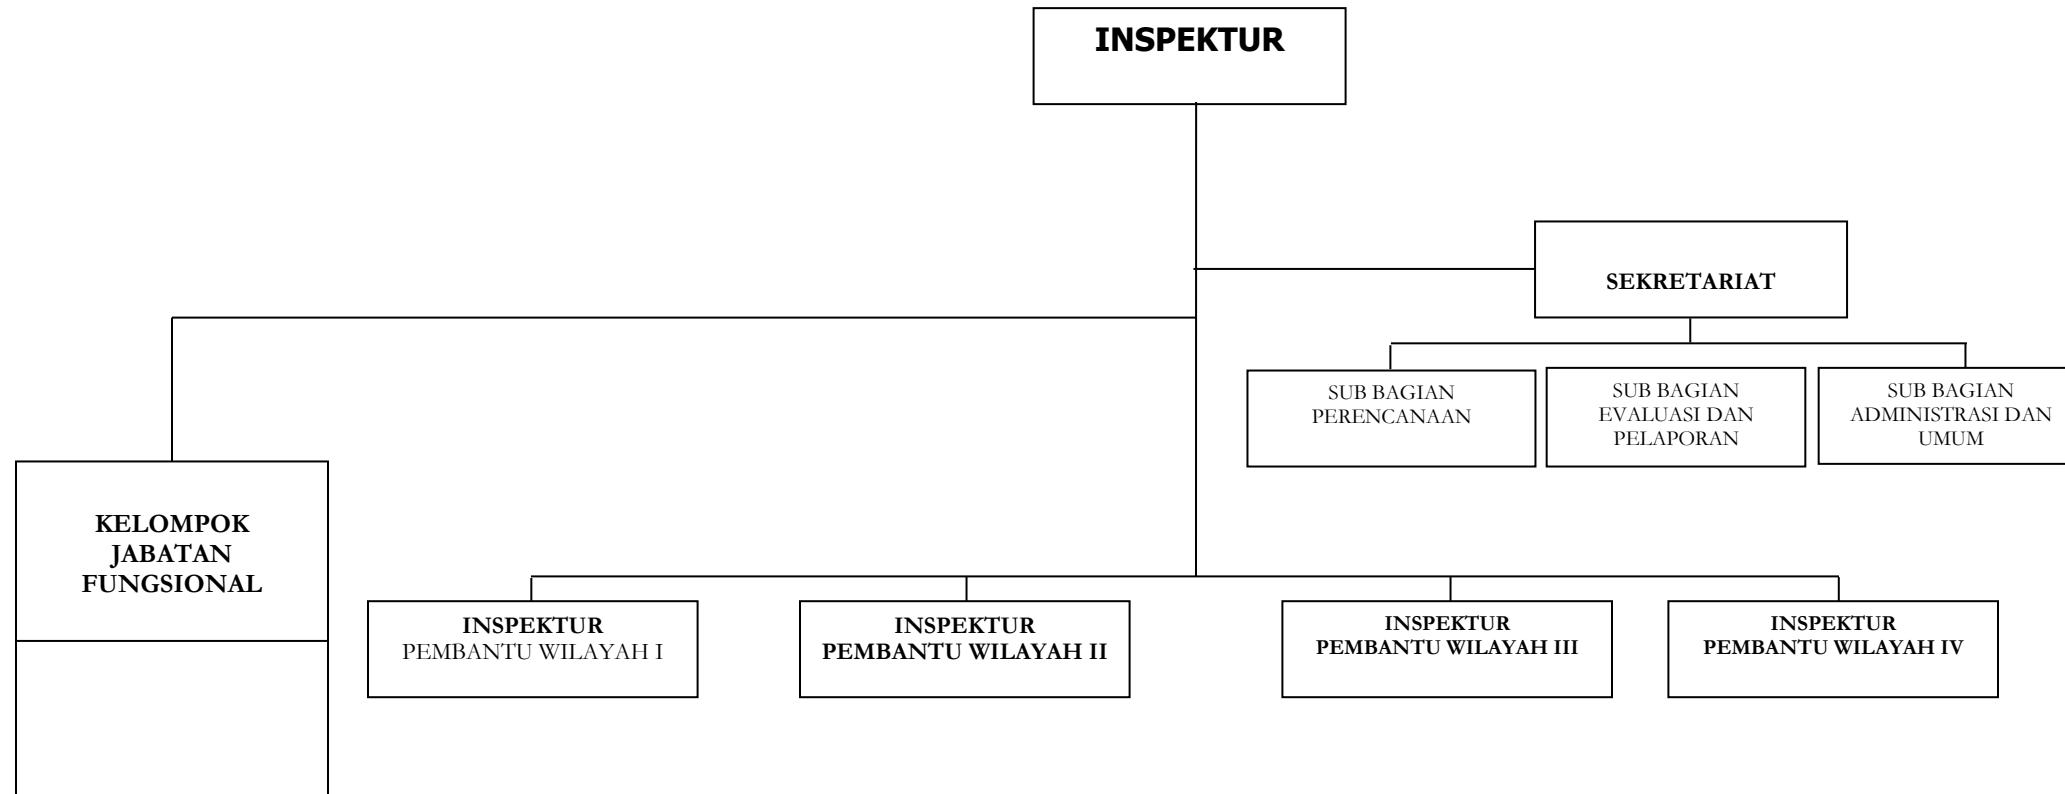 INSPEKTUR
SEKRETARIAT
SUB BAGIAN
PERENCANAAN
SUB BAGIAN
EVALUASI DAN
PELAPORAN
SUB BAGIAN
ADMINISTRASI DAN
UMUM
KELOMPOK
JABATAN
FUNGSIONAL
INSPEKTUR
PEMBANTU WILAYAH I
INSPEKTUR
PEMBANTU WILAYAH II
INSPEKTUR
PEMBANTU WILAYAH III
INSPEKTUR
PEMBANTU WILAYAH IV